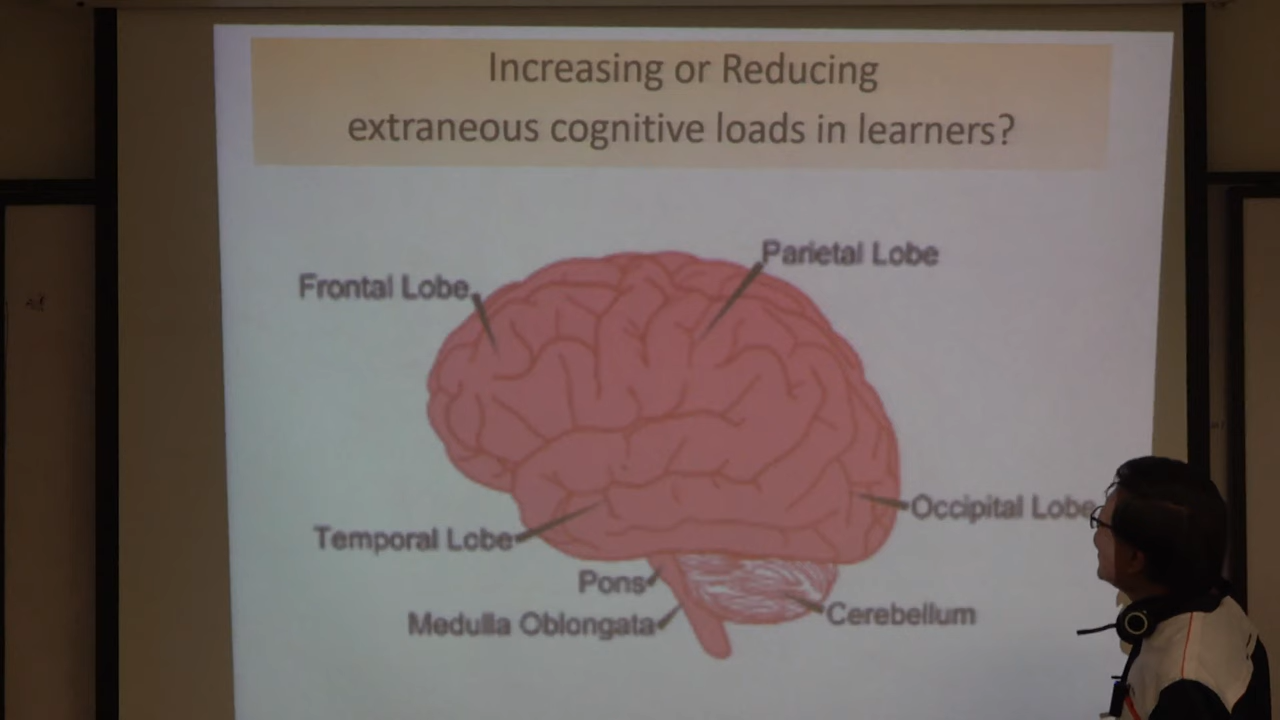 Increasing or Reducing
extraneous cognitive loads in learners?
Parietal Lobe
Frontal Lobe
Occipital Lobe
Temporal Lobe
Pons
Medulla Oblongata
Cerebellum